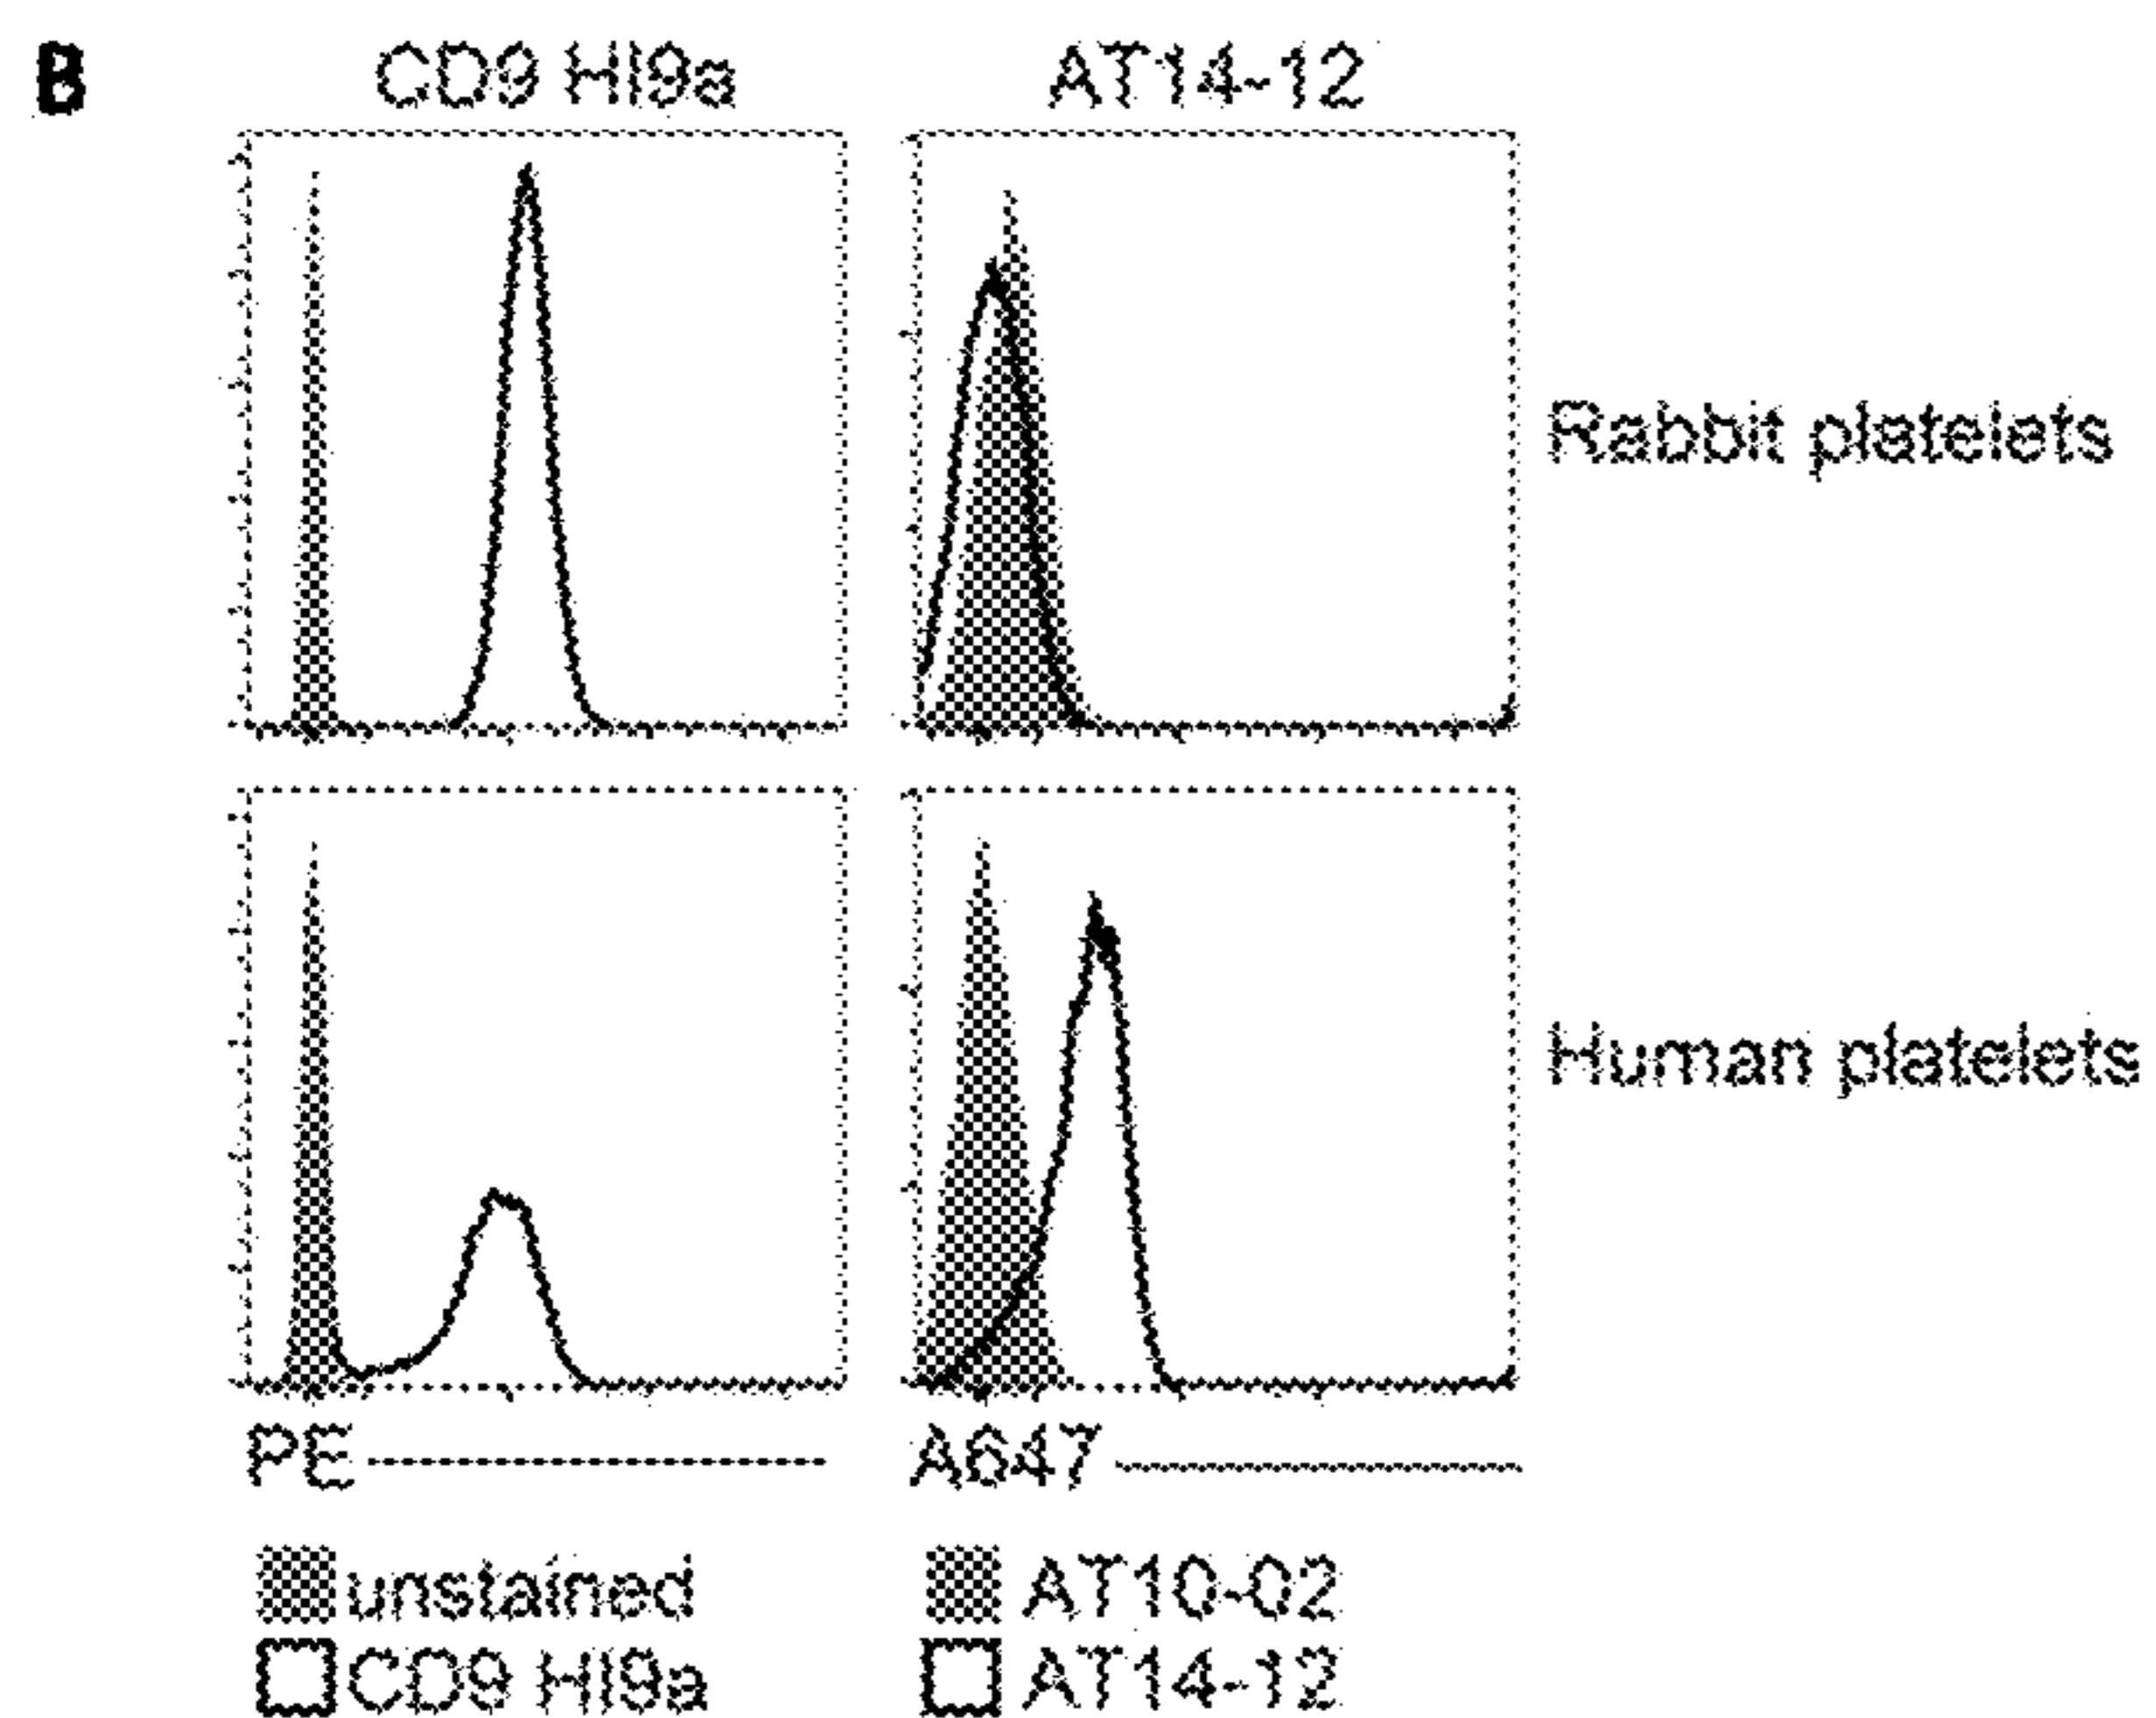 B
CD9 HI9a
AT14-12
Rabbit platelets
Human platelets
PE
A647
unstained
CD9 HI9a
AT10-02
AT14-12